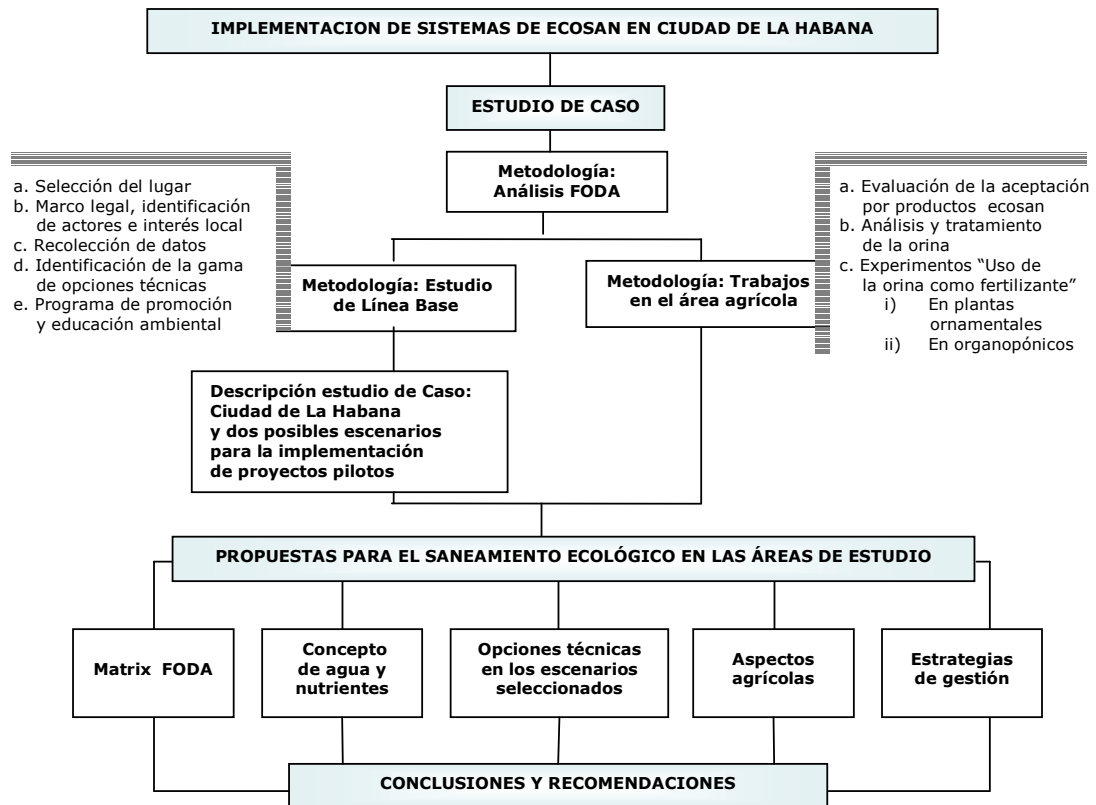 IMPLEMENTACION DE SISTEMAS DE ECOSAN EN CIUDAD DE LA HABANA
ESTUDIO DE CASO
Metodología:
Análisis FODA
a. Selección del lugar
b. Marco legal, identificación
de actores e interés local
c. Recolección de datos
d. Identificación de la gama
de opciones técnicas
e. Programa de promoción
y educación ambiental
Metodología: Estudio
de Línea Base
Metodología: Trabajos
en el área agrícola
a. Evaluación de la aceptación
por productos ecosan
b. Análisis y tratamiento
de la orina
c. Experimentos “Uso de
la orina como fertilizante”
i) En plantas
ornamentales
ii) En organopónicos
Descripción estudio de Caso:
Ciudad de La Habana
y dos posibles escenarios
para la implementación
de proyectos pilotos
PROPUESTAS PARA EL SANEAMIENTO ECOLÓGICO EN LAS ÁREAS DE ESTUDIO
Matrix FODA
Concepto
de agua y
nutrientes
Opciones técnicas
en los escenarios
seleccionados
Aspectos
agrícolas
Estrategias
de gestión
CONCLUSIONES Y RECOMENDACIONES